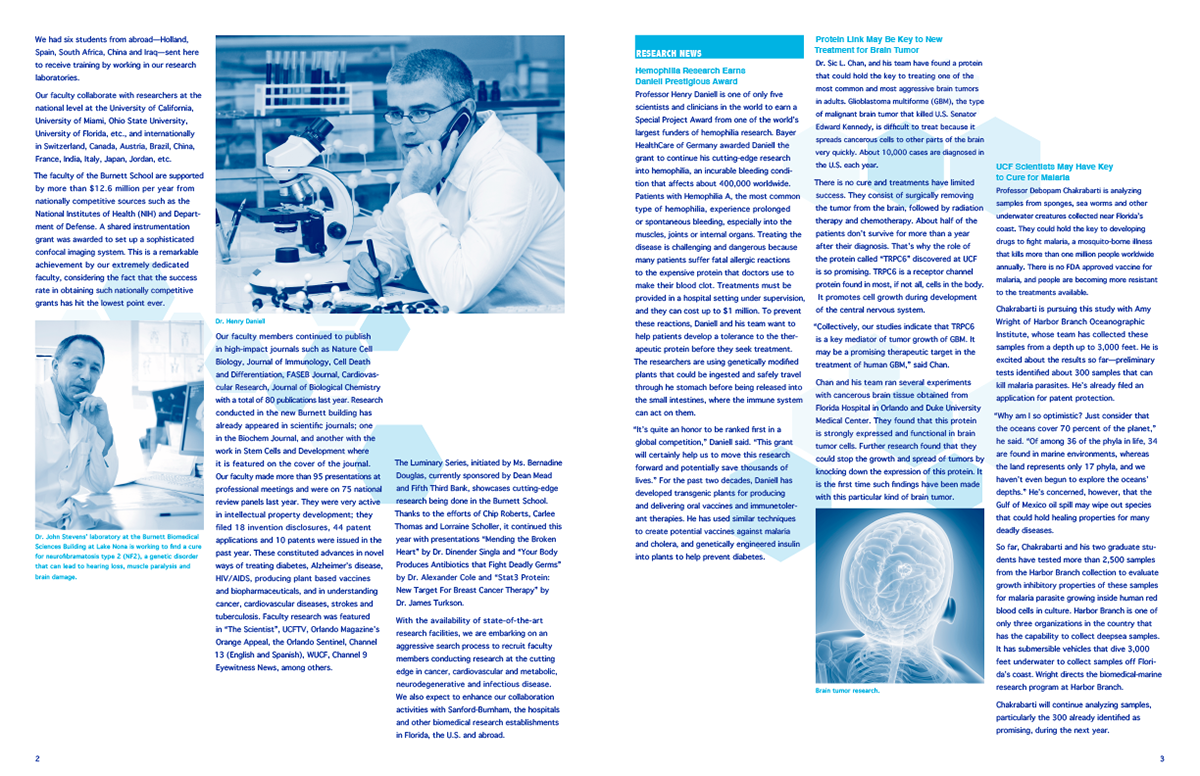 We had six students from abroad—Holland,
Spain, South Africa, China and Iraq—sent here
to receive training by working in our research
laboratories.
Our faculty collaborate with researchers at the
national level at the University of California,
University of Miami, Ohio State University,
University of Florida, etc., and internationally
in Switzerland, Canada, Austria, Brazil, China,
France, India, Italy, Japan, Jordan, etc.
The faculty of the Burnett School are supported
by more than $12.6 million per year from
nationally competitive sources such as the
National Institutes of Health (NIH) and Depart-
ment of Defense. A shared instrumentation
grant was awarded to set up a sophisticated
confocal imaging system. This is a remarkable
achievement by our extremely dedicated
faculty, considering the fact that the success
rate in obtaining such nationally competitive
grants has hit the lowest point ever.
Dr. John Stevens' laboratory at the Burnett Biomedical
Sciences Building at Lake Nona is working to find a cure
for neurofibramatosis type 2 (NF2), a genetic disorder
that can lead to hearing loss, muscle paralysis and
brain damage.
2
Dr. Henry Daniell
Our faculty members continued to publish
in high-impact journals such as Nature Cell
Biology, Journal of Immunology, Cell Death
and Differentiation, FASEB Journal, Cardiovas-
cular Research, Journal of Biological Chemistry
with a total of 80 publications last year. Research
conducted in the new Burnett building has
already appeared in scientific journals; one
in the Biochem Journal, and another with the
work in Stem Cells and Development where
it is featured on the cover of the journal.
Our faculty made more than 95 presentations at
professional meetings and were on 75 national
review panels last year. They were very active
in intellectual property development; they
filed 18 invention disclosures, 44 patent
applications and 10 patents were issued in the
past year. These constituted advances in novel
ways of treating diabetes, Alzheimer's disease,
HIV/AIDS, producing plant based vaccines
and biopharmaceuticals, and in understanding
cancer, cardiovascular diseases, strokes and
tuberculosis. Faculty research was featured
in "The Scientist", UCFTV, Orlando Magazine's
Orange Appeal, the Orlando Sentinel, Channel
13 (English and Spanish), WUCF, Channel 9
Eyewitness News, among others.
The Luminary Series, initiated by Ms. Bernadine
Douglas, currently sponsored by Dean Mead
and Fifth Third Bank, showcases cutting-edge
research being done in the Burnett School.
Thanks to the efforts of Chip Roberts, Carlee
Thomas and Lorraine Scholler, it continued this
year with presentations "Mending the Broken
Heart" by Dr. Dinender Singla and "Your Body
Produces Antibiotics that Fight Deadly Germs"
by Dr. Alexander Cole and "Stat3 Protein:
New Target For Breast Cancer Therapy" by
Dr. James Turkson.
With the availability of state-of-the-art
research facilities, we are embarking on an
aggressive search process to recruit faculty
members conducting research at the cutting
edge in cancer, cardiovascular and metabolic,
neurodegenerative and infectious disease.
We also expect to enhance our collaboration
activities with Sanford-Burnham, the hospitals
and other biomedical research establishments
in Florida, the U.S. and abroad.
RESEARCH NEWS
Hemophilia Research Earns
Daniell Prestigious Award
Professor Henry Daniell is one of only five
scientists and clinicians in the world to earn a
Special Project Award from one of the world's
largest funders of hemophilia research. Bayer
HealthCare of Germany awarded Daniell the
grant to continue his cutting-edge research
into hemophilia, an incurable bleeding condi-
tion that affects about 400,000 worldwide.
Patients with Hemophilia A, the most common
type of hemophilia, experience prolonged
or spontaneous bleeding, especially into the
muscles, joints or internal organs. Treating the
disease is challenging and dangerous because
many patients suffer fatal allergic reactions
to the expensive protein that doctors use to
make their blood clot. Treatments must be
provided in a hospital setting under supervision,
and they can cost up to $1 million. To prevent
these reactions, Daniell and his team want to
help patients develop a tolerance to the ther-
apeutic protein before they seek treatment.
The researchers are using genetically modified
plants that could be ingested and safely travel
through he stomach before being released into
the small intestines, where the immune system
can act on them.
"It's quite an honor to be ranked first in a
global competition," Daniell said. "This grant
will certainly help us to move this research
forward and potentially save thousands of
lives." For the past two decades, Daniell has
developed transgenic plants for producing
and delivering oral vaccines and immunetoler-
ant therapies. He has used similar techniques
to create potential vaccines against malaria
and cholera, and genetically engineered insulin
into plants to help prevent diabetes.
Protein Link May Be Key to New
Treatment for Brain Tumor
Dr. Sic L. Chan, and his team have found a protein
that could hold the key to treating one of the
most common and most aggressive brain tumors
in adults. Glioblastoma multiforme (GBM), the type
of malignant brain tumor that killed U.S. Senator
Edward Kennedy, is difficult to treat because it
spreads cancerous cells to other parts of the brain
very quickly. About 10,000 cases are diagnosed in
the U.S. each year.
There is no cure and treatments have limited
success. They consist of surgically removing
the tumor from the brain, followed by radiation
therapy and chemotherapy. About half of the
patients don't survive for more than a year
after their diagnosis. That's why the role of
the protein called "TRPC6" discovered at UCF
is so promising. TRPC6 is a receptor channel
protein found in most, if not all, cells in the body.
It promotes cell growth during development
of the central nervous system.
"Collectively, our studies indicate that TRPC6
is a key mediator of tumor growth of GBM. It
may be a promising therapeutic target in the
treatment of human GBM," said Chan.
Chan and his team ran several experiments
with cancerous brain tissue obtained from
Florida Hospital in Orlando and Duke University
Medical Center. They found that this protein
is strongly expressed and functional in brain
tumor cells. Further research found that they
could stop the growth and spread of tumors by
knocking down the expression of this protein. It
is the first time such findings have been made
with this particular kind of brain tumor.
Brain tumor research.
UCF Scientists May Have Key
to Cure for Malaria
Professor Debopam Chakrabarti is analyzing
samples from sponges, sea worms and other
underwater creatures collected near Florida's
coast. They could hold the key to developing
drugs to fight malaria, a mosquito-borne illness
that kills more than one million people worldwide
annually. There is no FDA approved vaccine for
malaria, and people are becoming more resistant
to the treatments available.
Chakrabarti is pursuing this study with Amy
Wright of Harbor Branch Oceanographic
Institute, whose team has collected these
samples from a depth up to 3,000 feet. He is
excited about the results so far—preliminary
tests identified about 300 samples that can
kill malaria parasites. He's already filed an
application for patent protection.
"Why am I so optimistic? Just consider that
the oceans cover 70 percent of the planet,"
he said. "Of among 36 of the phyla in life, 34
are found in marine environments, whereas
the land represents only 17 phyla, and we
haven't even begun to explore the oceans'
depths." He's concerned, however, that the
Gulf of Mexico oil spill may wipe out species
that could hold healing properties for many
deadly diseases.
So far, Chakrabarti and his two graduate stu-
dents have tested more than 2,500 samples
from the Harbor Branch collection to evaluate
growth inhibitory properties of these samples
for malaria parasite growing inside human red
blood cells in culture. Harbor Branch is one of
only three organizations in the country that
has the capability to collect deepsea samples.
It has submersible vehicles that dive 3,000
feet underwater to collect samples off Flori-
da's coast. Wright directs the biomedical-marine
research program at Harbor Branch.
Chakrabarti will continue analyzing samples,
particularly the 300 already identified as
promising, during the next year.
3